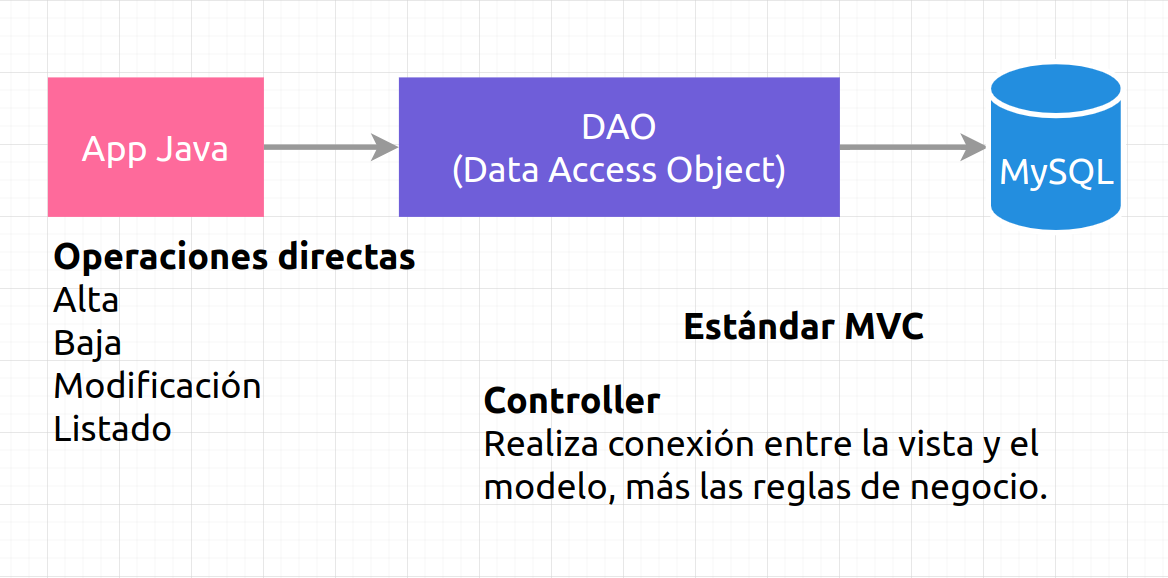 App Java
DAO
(Data Access Object)
MySQL
Operaciones directas
Alta
Baja
Modificación
Listado
Estándar MVC
Controller
Realiza conexión entre la vista y el
modelo, más las reglas de negocio.